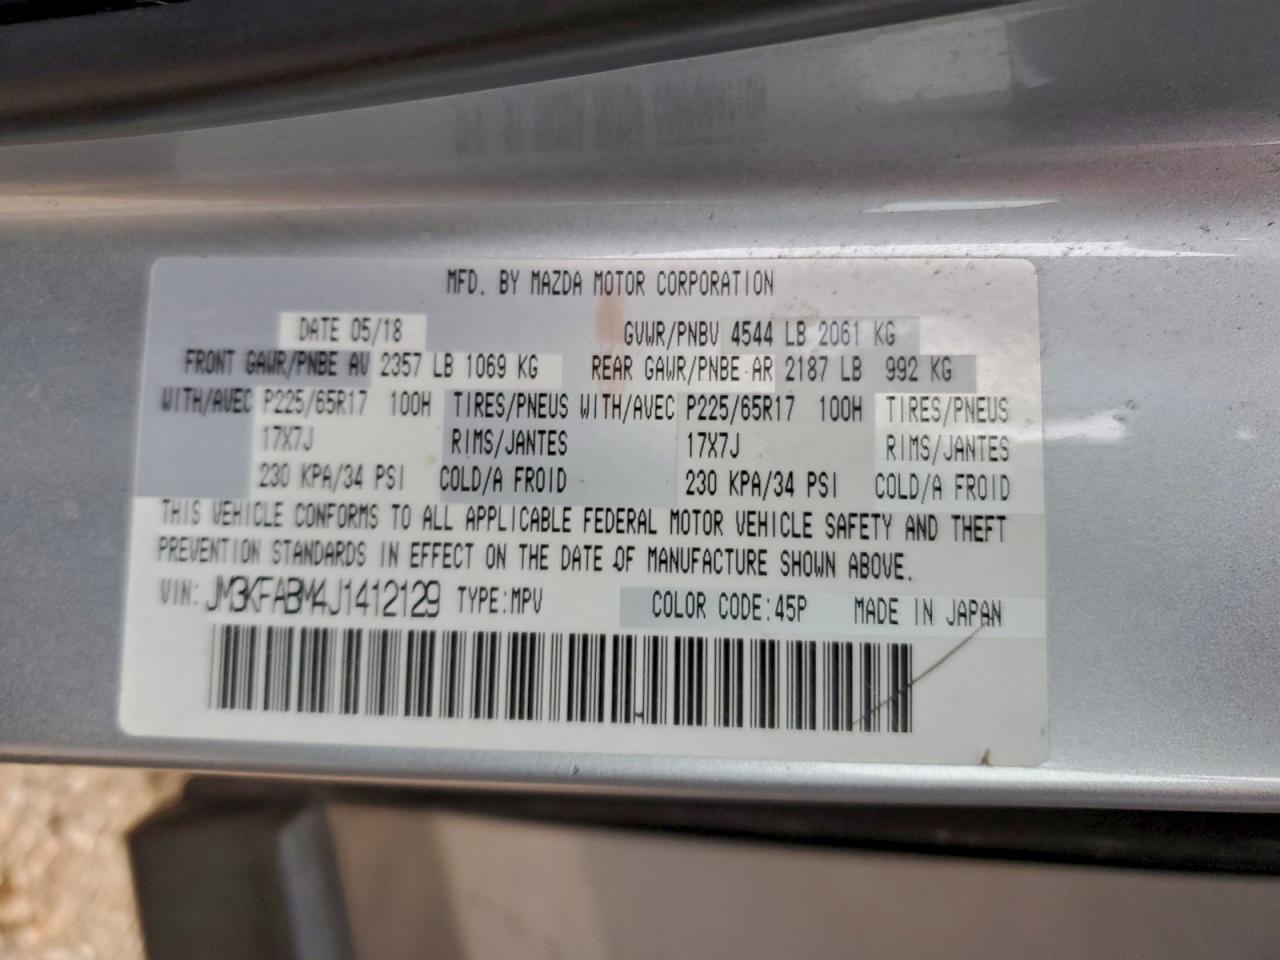 MFD. BY MAZDA MOTOR CORPORATION
DATE 05/18 GVWR/PNBV 4544 LB 2061 KG
FRONT GAWR/PNBE AV 2357 LB 1069 KG REAR GAWR/PNBE AR 2187 LB 992 KG
WITH/AVEC P225/65R17 100H TIRES/PNEUS WITH/AVEC P225/65R17 100H TIRES/PNEUS
17X7J RIMS/JANTES 17X7J RIMS/JANTES
230 KPA/34 PSI COLD/A FROID 230 KPA/34 PSI COLD/A FROID
THIS VEHICLE CONFORMS TO ALL APPLICABLE FEDERAL MOTOR VEHICLE SAFETY AND THEFT
PREVENTION STANDARDS IN EFFECT ON THE DATE OF MANUFACTURE SHOWN ABOVE.
VIN: JM3KFABM4J1412129 TYPE:MPV COLOR CODE:45P MADE IN JAPAN